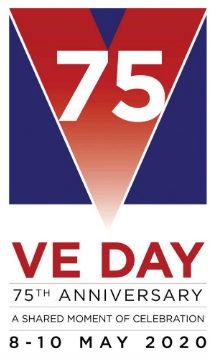 75
VE DAY
75TH ANNIVERSARY
A SHARED MOMENT OF CELEBRATION
8-10 MAY 2020